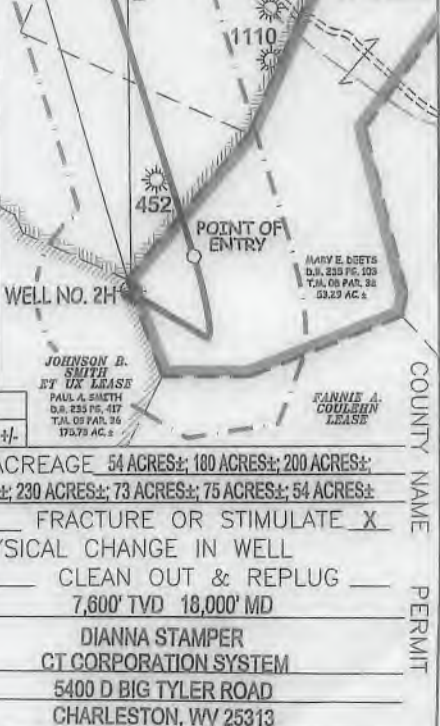 1110
452
POINT OF
ENTRY
MARY E. DEETS
D.B. 235 PG. 103
T.M. 08 PAR. 38
53.29 AC.±
WELL NO. 2H
JOHNSON B.
SMITH
ET UX LEASE
PAUL A. SMITH
D.B. 235 PG. 417
T.M. 09 PAR. 26
175.75 AC.±
FANNIE A.
COULEHN
LEASE
+/-
COUNTY NAME
PERMIT
ACREAGE 54 ACRES±; 180 ACRES±; 200 ACRES±;
±; 230 ACRES±; 73 ACRES±; 75 ACRES±; 54 ACRES±
FRACTURE OR STIMULATE X
YSICAL CHANGE IN WELL
CLEAN OUT & REPLUG
7,600' TVD 18,000' MD
DIANNA STAMPER
CT CORPORATION SYSTEM
5400 D BIG TYLER ROAD
CHARLESTON, WV 25313